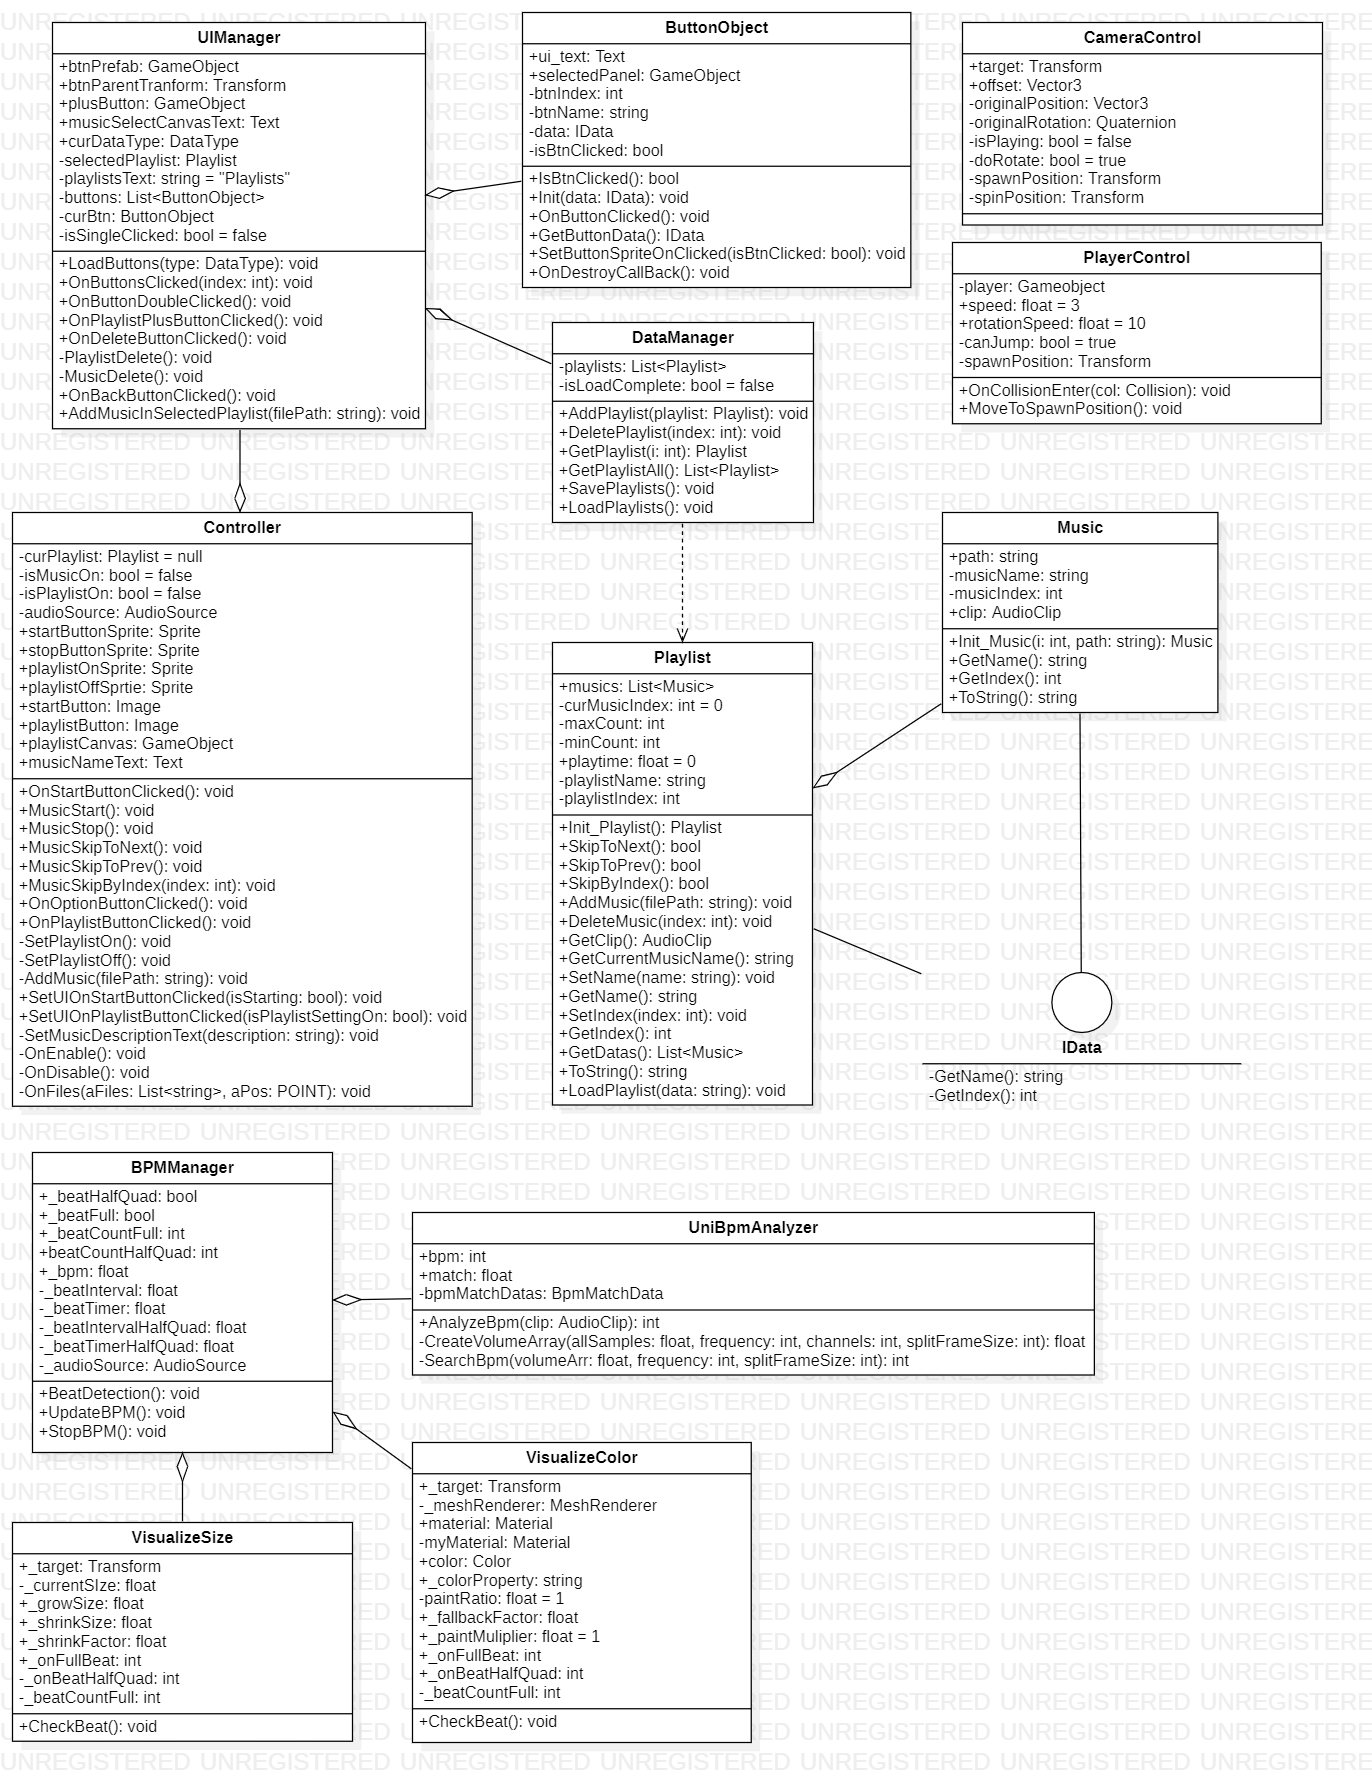 UIManager
+btnPrefab: GameObject
+btnParentTranform: Transform
+plusButton: GameObject
+musicSelectCanvasText: Text
+curDataType: DataType
-selectedPlaylist: Playlist
-playlistsText: string = "Playlists"
-buttons: List<ButtonObject>
-curBtn: ButtonObject
-isSingleClicked: bool = false
+LoadButtons(type: DataType): void
+OnButtonsClicked(index: int): void
+OnButtonDoubleClicked(): void
+OnPlaylistPlusButtonClicked(): void
+OnDeleteButtonClicked(): void
-PlaylistDelete(): void
-MusicDelete(): void
+OnBackButtonClicked(): void
+AddMusicInSelectedPlaylist(filePath: string): void
ButtonObject
+ui_text: Text
+selectedPanel: GameObject
-btnIndex: int
-btnName: string
-data: IData
-isBtnClicked: bool
+IsBtnClicked(): bool
+Init(data: IData): void
+OnButtonClicked(): void
+GetButtonData(): IData
+SetButtonSpriteOnClicked(isBtnClicked: bool): void
+OnDestroyCallBack(): void
CameraControl
+target: Transform
+offset: Vector3
-originalPosition: Vector3
-originalRotation: Quaternion
-isPlaying: bool = false
-doRotate: bool = true
-spawnPosition: Transform
-spinPosition: Transform
PlayerControl
-player: Gameobject
+speed: float = 3
+rotationSpeed: float = 10
-canJump: bool = true
-spawnPosition: Transform
+OnCollisionEnter(col: Collision): void
+MoveToSpawnPosition(): void
DataManager
-playlists: List<Playlist>
-isLoadComplete: bool = false
+AddPlaylist(playlist: Playlist): void
+DeletePlaylist(index: int): void
+GetPlaylist(i: int): Playlist
+GetPlaylistAll(): List<Playlist>
+SavePlaylists(): void
+LoadPlaylists(): void
Controller
-curPlaylist: Playlist = null
-isMusicOn: bool = false
-isPlaylistOn: bool = false
-audioSource: AudioSource
+startButtonSprite: Sprite
+stopButtonSprite: Sprite
+playlistOnSprite: Sprite
+playlistOffSprtie: Sprite
+startButton: Image
+playlistButton: Image
+playlistCanvas: GameObject
+musicNameText: Text
+OnStartButtonClicked(): void
+MusicStart(): void
+MusicStop(): void
+MusicSkipToNext(): void
+MusicSkipToPrev(): void
+MusicSkipByIndex(index: int): void
+OnOptionButtonClicked(): void
+OnPlaylistButtonClicked(): void
-SetPlaylistOn(): void
-SetPlaylistOff(): void
-AddMusic(filePath: string): void
+SetUIOnStartButtonClicked(isStarting: bool): void
+SetUIOnPlaylistButtonClicked(isPlaylistSettingOn: bool): void
-SetMusicDescriptionText(description: string): void
-OnEnable(): void
-OnDisable(): void
-OnFiles(aFiles: List<string>, aPos: POINT): void
Playlist
+musics: List<Music>
-curMusicIndex: int = 0
-maxCount: int
-minCount: int
+playtime: float = 0
-playlistName: string
-playlistIndex: int
+Init_Playlist(): Playlist
+SkipToNext(): bool
+SkipToPrev(): bool
+SkipByIndex(): bool
+AddMusic(filePath: string): void
+DeleteMusic(index: int): void
+GetClip(): AudioClip
+GetCurrentMusicName(): string
+SetName(name: string): void
+GetName(): string
+SetIndex(index: int): void
+GetIndex(): int
+GetDatas(): List<Music>
+ToString(): string
+LoadPlaylist(data: string): void
Music
+path: string
-musicName: string
-musicIndex: int
+clip: AudioClip
+Init_Music(i: int, path: string): Music
+GetName(): string
+GetIndex(): int
+ToString(): string
IData
-GetName(): string
-GetIndex(): int
BPMManager
+_beatHalfQuad: bool
+_beatFull: bool
+_beatCountFull: int
+beatCountHalfQuad: int
+_bpm: float
-_beatInterval: float
-_beatTimer: float
-_beatIntervalHalfQuad: float
-_beatTimerHalfQuad: float
-_audioSource: AudioSource
+BeatDetection(): void
+UpdateBPM(): void
+StopBPM(): void
UniBpmAnalyzer
+bpm: int
+match: float
-bpmMatchDatas: BpmMatchData
+AnalyzeBpm(clip: AudioClip): int
-CreateVolumeArray(allSamples: float, frequency: int, channels: int, splitFrameSize: int): float
-SearchBpm(volumeArr: float, frequency: int, splitFrameSize: int): int
VisualizeColor
+_target: Transform
-_meshRenderer: MeshRenderer
+material: Material
-myMaterial: Material
+color: Color
+_colorProperty: string
-paintRatio: float = 1
+_fallbackFactor: float
+_paintMuliplier: float = 1
+_onFullBeat: int
+_onBeatHalfQuad: int
-_beatCountFull: int
+CheckBeat(): void
VisualizeSize
+_target: Transform
-_currentSIze: float
+_growSize: float
+_shrinkSize: float
+_shrinkFactor: float
+_onFullBeat: int
-_onBeatHalfQuad: int
-_beatCountFull: int
+CheckBeat(): void